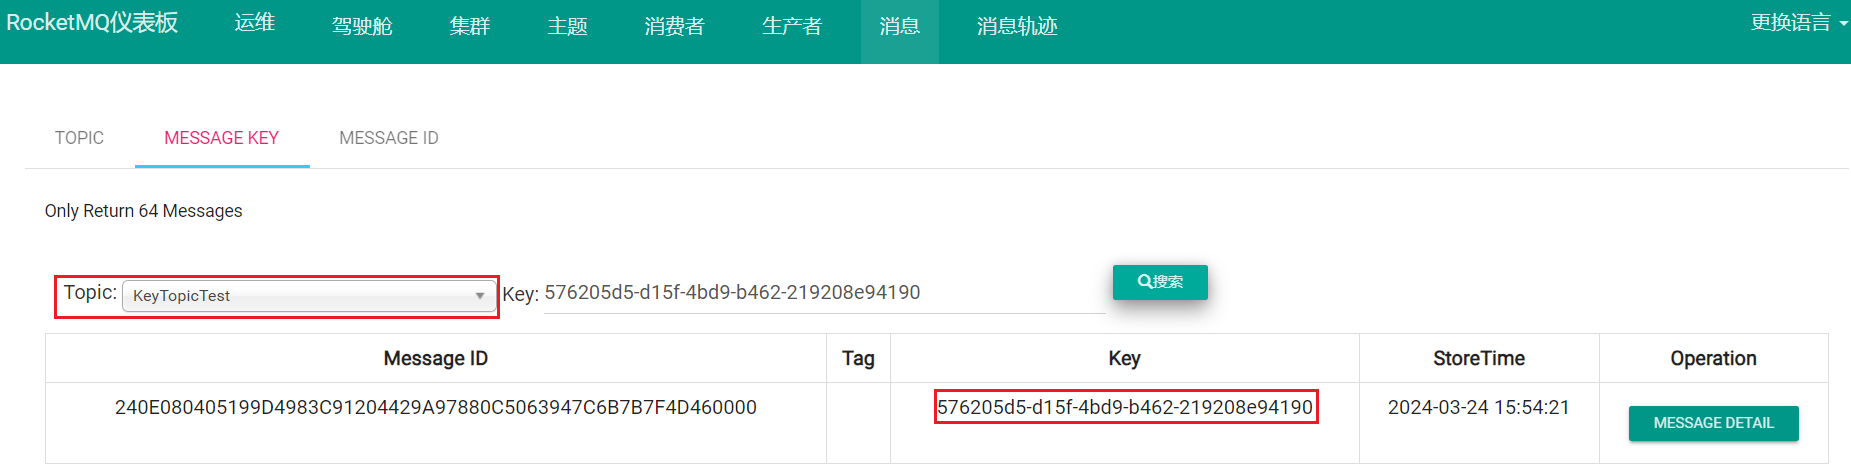 RocketMQ仪表板 运维 驾驶舱 集群 主题 消费者 生产者 消息 消息轨迹 更换语言
TOPIC MESSAGE KEY MESSAGE ID
Only Return 64 Messages
Topic: KeyTopicTest Key: 576205d5-d15f-4bd9-b462-219208e94190 搜索
Message ID Tag Key StoreTime Operation
240E080405199D4983C91204429A97880C5063947C6B7B7F4D460000 576205d5-d15f-4bd9-b462-219208e94190 2024-03-24 15:54:21 MESSAGE DETAIL